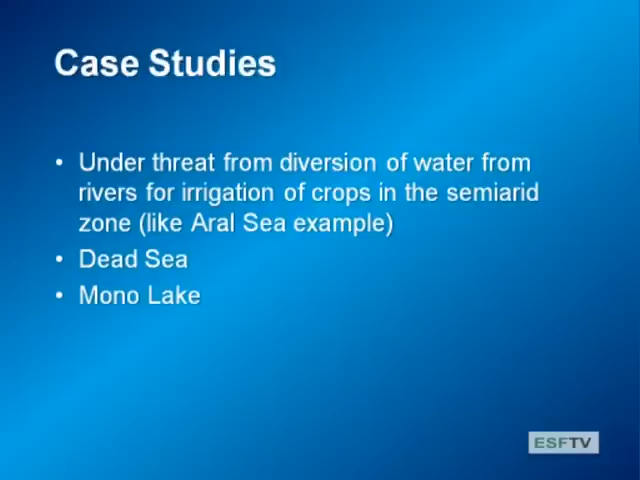 Case Studies
• Under threat from diversion of water from
rivers for irrigation of crops in the semiarid
zone (like Aral Sea example)
• Dead Sea
• Mono Lake
ESFTV